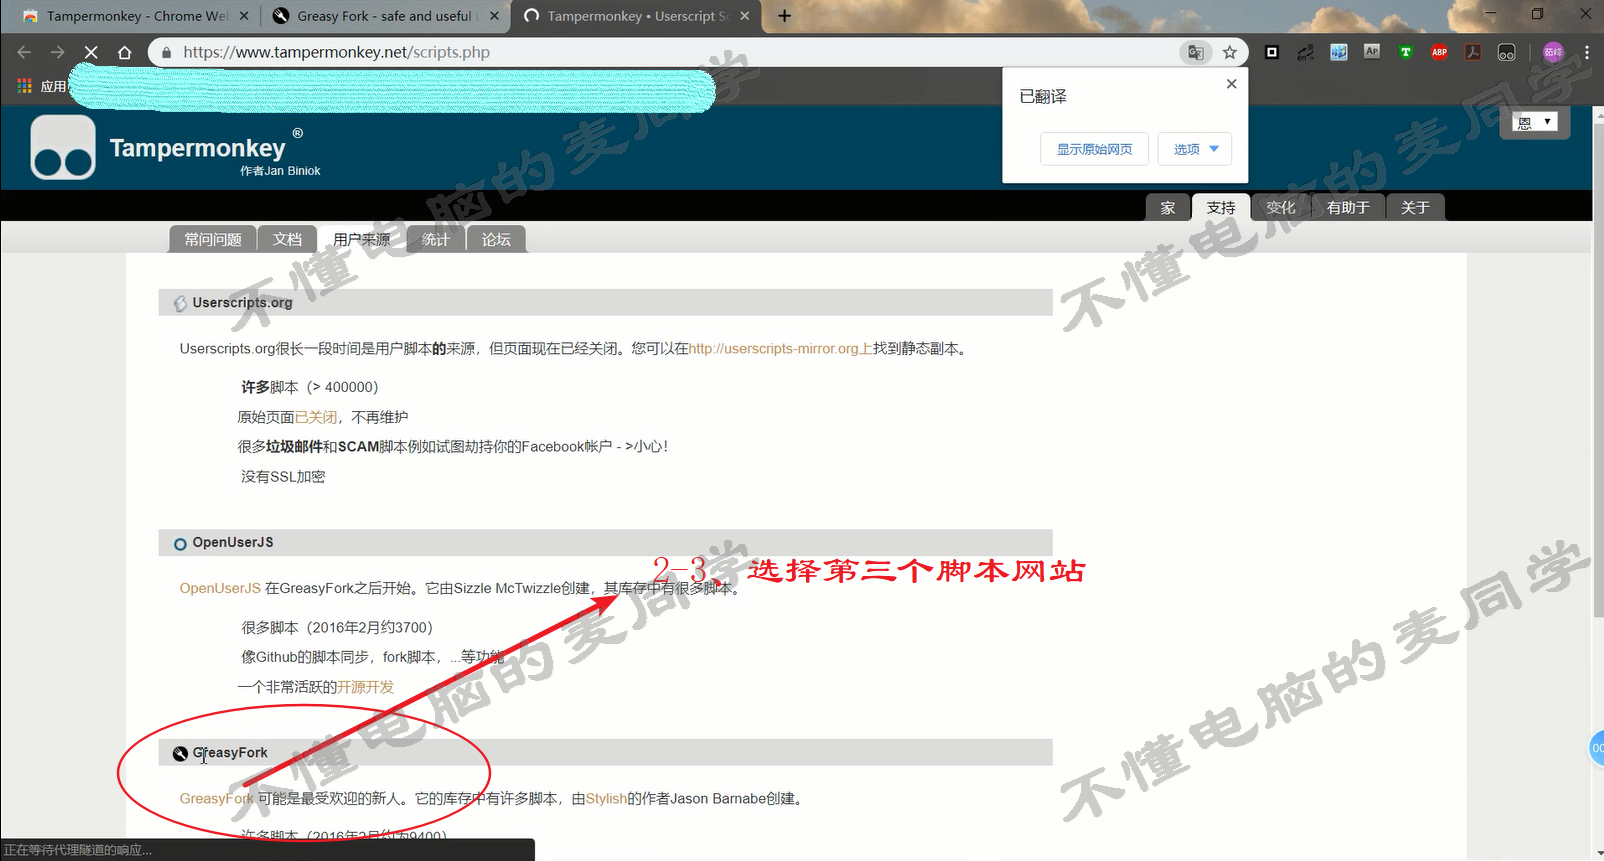 Tampermonkey - Chrome Web
Greasy Fork - safe and useful u
Tampermonkey • Userscript So
https://www.tampermonkey.net/scripts.php
AP
T
ABP
应用
已翻译
显示原始网页
选项
恩
Tampermonkey®
作者Jan Biniok
家
支持
变化
有助于
关于
常问问题
文档
用户来源
统计
论坛
Userscripts.org
Userscripts.org很长一段时间是用户脚本的来源，但页面现在已经关闭。您可以在http://userscripts-mirror.org上找到静态副本。
许多脚本（> 400000）
原始页面已关闭，不再维护
很多垃圾邮件和SCAM脚本例如试图劫持你的Facebook帐户 - >小心！
没有SSL加密
OpenUserJS
2-3、选择第三个脚本网站
OpenUserJS 在GreasyFork之后开始。它由Sizzle McTwizzle创建，其库存中有很多脚本。
很多脚本（2016年2月约3700）
像Github的脚本同步，fork脚本，...等功能
一个非常活跃的开源开发
GreasyFork
GreasyFork 可能是最受欢迎的新人。它的库存中有许多脚本，由Stylish的作者Jason Barnabe创建。
许多脚本（2016年2月约为9400）
正在等待代理隧道的响应...
00
不懂电脑的麦同学
不懂电脑的麦同学
不懂电脑的麦同学
不懂电脑的麦同学